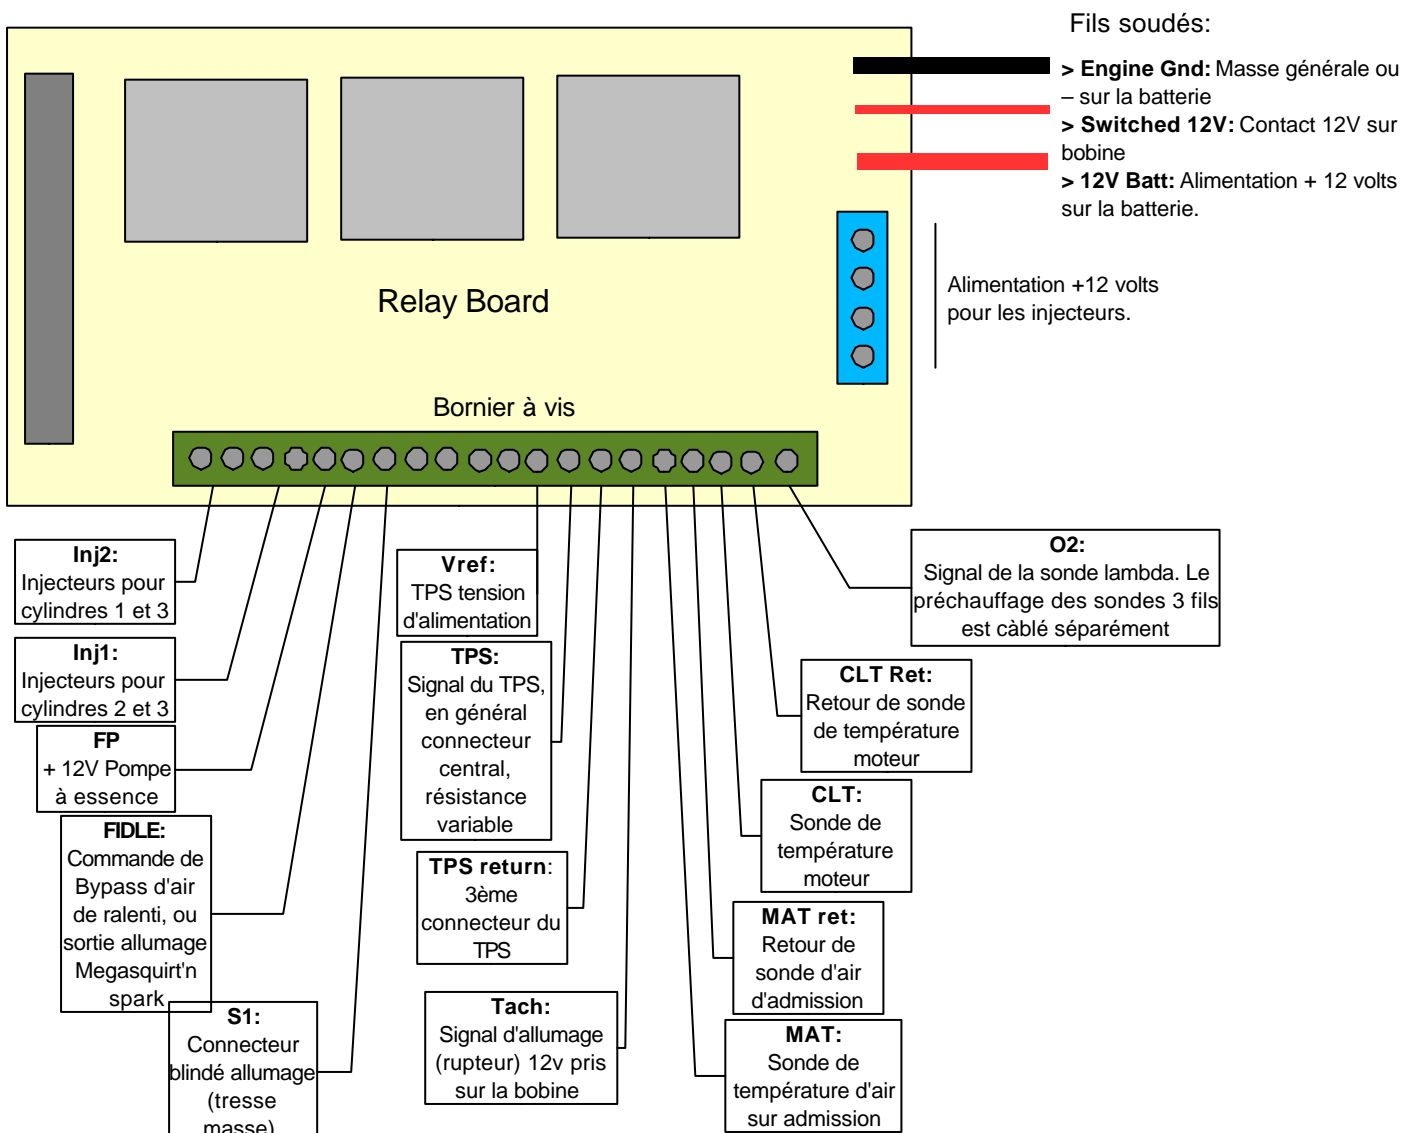 Fils soudés:
> Engine Gnd: Masse générale ou
– sur la batterie
> Switched 12V: Contact 12V sur
bobine
> 12V Batt: Alimentation + 12 volts
sur la batterie.
Alimentation +12 volts
pour les injecteurs.
Relay Board
Bornier à vis
Inj2:
Injecteurs pour
cylindres 1 et 3
Inj1:
Injecteurs pour
cylindres 2 et 3
FP
+ 12V Pompe
à essence
FIDLE:
Commande de
Bypass d'air
de ralenti, ou
sortie allumage
Megasquirt'n
spark
S1:
Connecteur
blindé allumage
(tresse
masse)
Vref:
TPS tension
d'alimentation
TPS:
Signal du TPS,
en général
connecteur
central,
résistance
variable
TPS return:
3ème
connecteur du
TPS
Tach:
Signal d'allumage
(rupteur) 12v pris
sur la bobine
O2:
Signal de la sonde lambda. Le
préchauffage des sondes 3 fils
est càblé séparément
CLT Ret:
Retour de sonde
de température
moteur
CLT:
Sonde de
température
moteur
MAT ret:
Retour de
sonde d'air
d'admission
MAT:
Sonde de
température d'air
sur admission